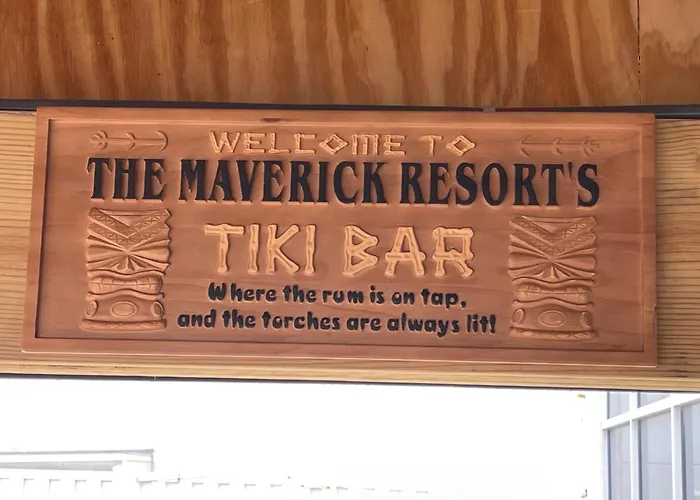 WELCOME TO
THE MAVERICK RESORT'S
TIKI BAR
Where the rum is on tap,
and the torches are always lit!